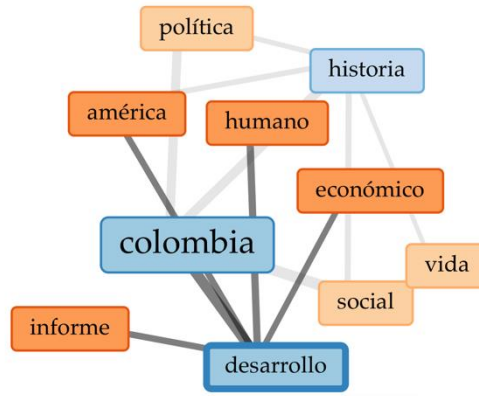 política
historia
américa
humano
económico
colombia
vida
social
informe
desarrollo